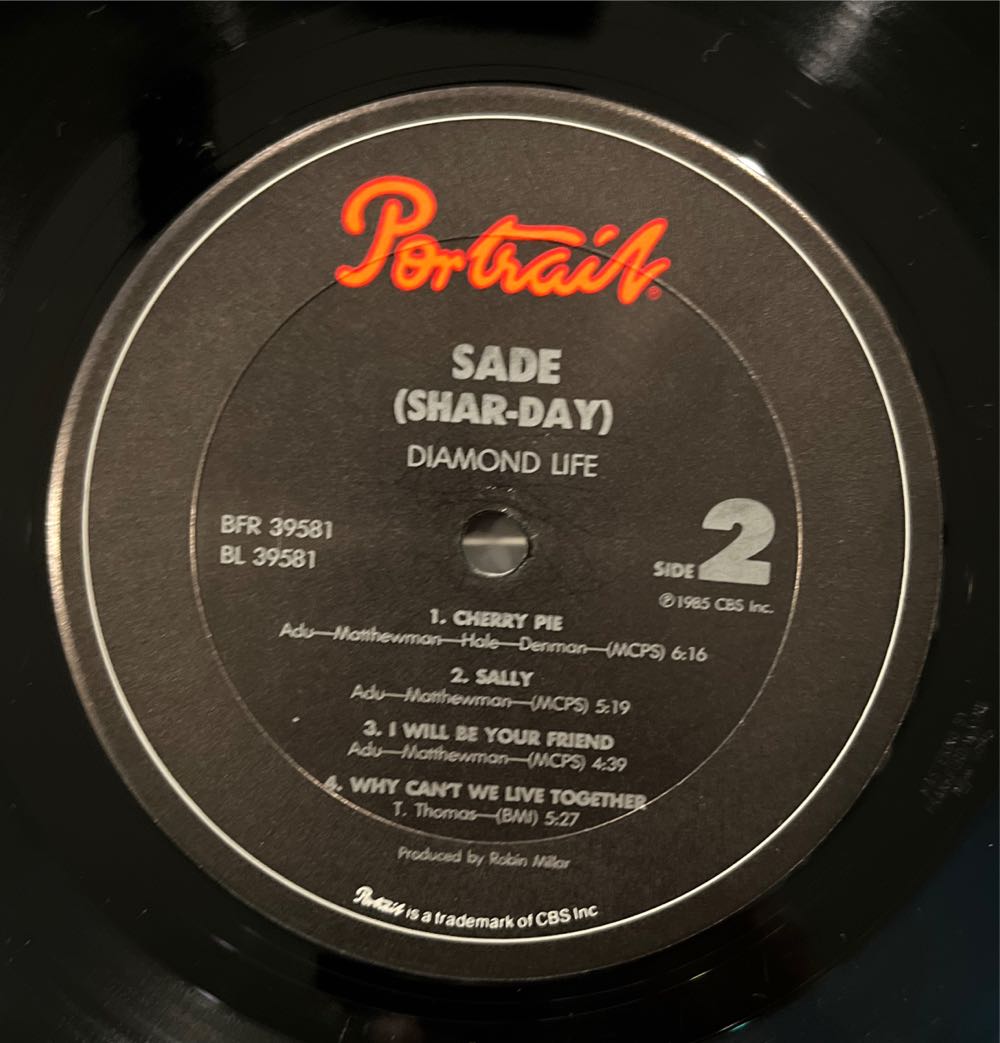 Portrait®
SADE
(SHAR-DAY)
DIAMOND LIFE
BFR 39581
BL 39581
SIDE 2
℗1985 CBS Inc.
1. CHERRY PIE
Adu—Matthewman—Hale—Denman—(MCPS) 6:16
2. SALLY
Adu—Matthewman—(MCPS) 5:19
3. I WILL BE YOUR FRIEND
Adu—Matthewman—(MCPS) 4:39
4. WHY CAN'T WE LIVE TOGETHER
T. Thomas—(BMI) 5:27
Produced by Robin Millar
Portrait is a trademark of CBS Inc